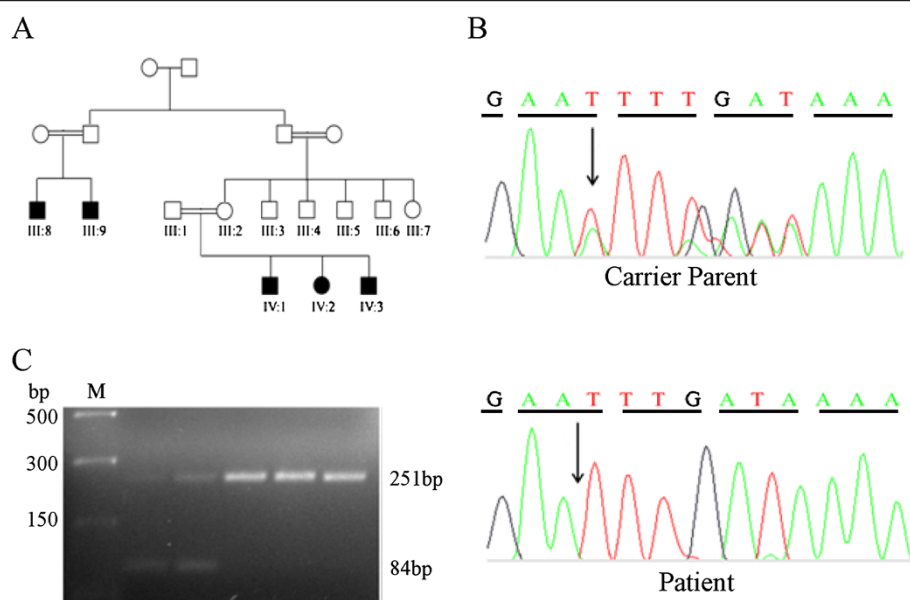 A
III:8 III:9 III:1 III:2 III:3 III:4 III:5 III:6 III:7
IV:1 IV:2 IV:3
B
G A A T T T T G A T A A A
Carrier Parent
G A A T T T G A T A A A A
Patient
C
bp M
500
300
150
251bp
84bp